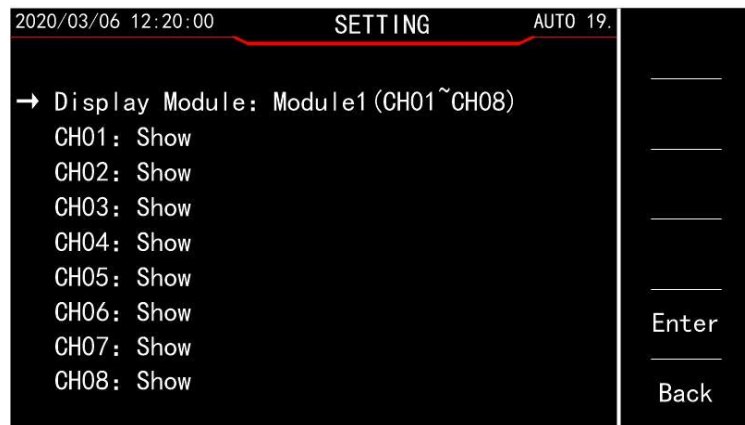 2020/03/06 12:20:00 SETTING AUTO 19.
→ Display Module: Module1(CH01~CH08)
CH01: Show
CH02: Show
CH03: Show
CH04: Show
CH05: Show
CH06: Show
CH07: Show
CH08: Show
Enter
Back